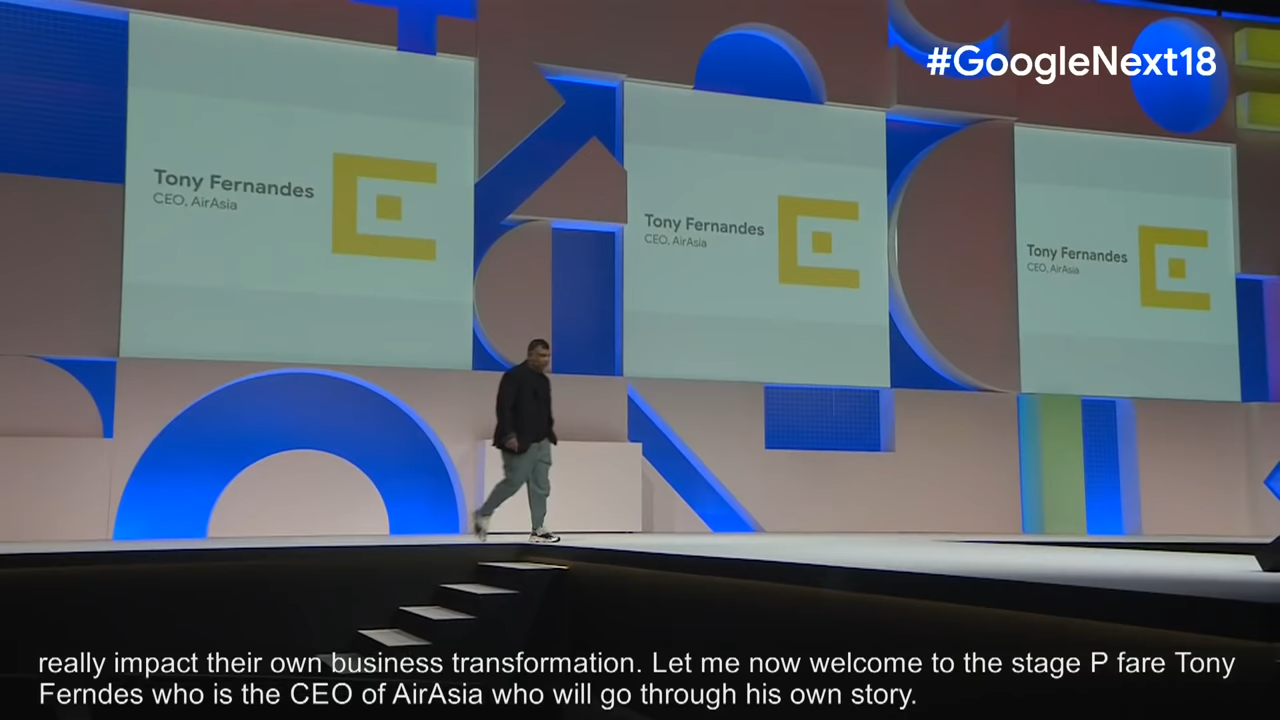 #GoogleNext18
Tony Fernandes
CEO, AirAsia
Tony Fernandes
CEO, AirAsia
Tony Fernandes
CEO, AirAsia
really impact their own business transformation. Let me now welcome to the stage P fare Tony
Ferndes who is the CEO of AirAsia who will go through his own story.